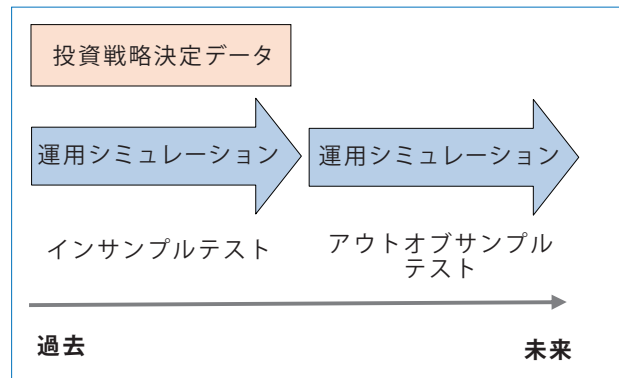 投資戦略決定データ
運用シミュレーション
運用シミュレーション
インサンプルテスト
アウトオブサンプル
テスト
過去
未来